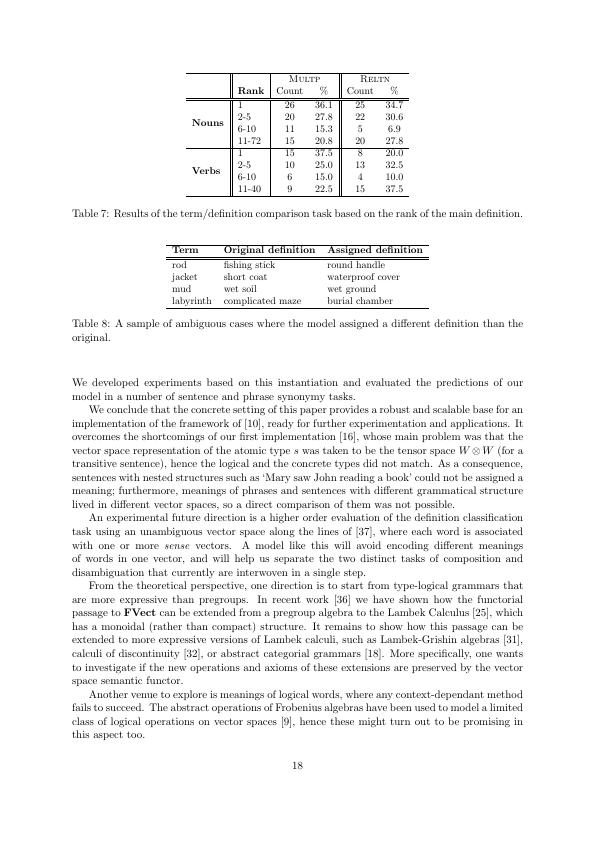 MULTP RELTN
Rank Count % Count %
Nouns
1 26 36.1 25 34.7
2-5 20 27.8 22 30.6
6-10 11 15.3 5 6.9
11-72 15 20.8 20 27.8
Verbs
1 15 37.5 8 20.0
2-5 10 25.0 13 32.5
6-10 6 15.0 4 10.0
11-40 9 22.5 15 37.5
Table 7: Results of the term/definition comparison task based on the rank of the main definition.
Term Original definition Assigned definition
rod fishing stick round handle
jacket short coat waterproof cover
mud wet soil wet ground
labyrinth complicated maze burial chamber
Table 8: A sample of ambiguous cases where the model assigned a different definition than the
original.
We developed experiments based on this instantiation and evaluated the predictions of our
model in a number of sentence and phrase synonymy tasks.
We conclude that the concrete setting of this paper provides a robust and scalable base for an
implementation of the framework of [10], ready for further experimentation and applications. It
overcomes the shortcomings of our first implementation [16], whose main problem was that the
vector space representation of the atomic type s was taken to be the tensor space W ⊗ W (for a
transitive sentence), hence the logical and the concrete types did not match. As a consequence,
sentences with nested structures such as 'Mary saw John reading a book' could not be assigned a
meaning; furthermore, meanings of phrases and sentences with different grammatical structure
lived in different vector spaces, so a direct comparison of them was not possible.
An experimental future direction is a higher order evaluation of the definition classification
task using an unambiguous vector space along the lines of [37], where each word is associated
with one or more sense vectors. A model like this will avoid encoding different meanings
of words in one vector, and will help us separate the two distinct tasks of composition and
disambiguation that currently are interwoven in a single step.
From the theoretical perspective, one direction is to start from type-logical grammars that
are more expressive than pregroups. In recent work [36] we have shown how the functorial
passage to FVect can be extended from a pregroup algebra to the Lambek Calculus [25], which
has a monoidal (rather than compact) structure. It remains to show how this passage can be
extended to more expressive versions of Lambek calculi, such as Lambek-Grishin algebras [31],
calculi of discontinuity [32], or abstract categorial grammars [18]. More specifically, one wants
to investigate if the new operations and axioms of these extensions are preserved by the vector
space semantic functor.
Another venue to explore is meanings of logical words, where any context-dependant method
fails to succeed. The abstract operations of Frobenius algebras have been used to model a limited
class of logical operations on vector spaces [9], hence these might turn out to be promising in
this aspect too.
18